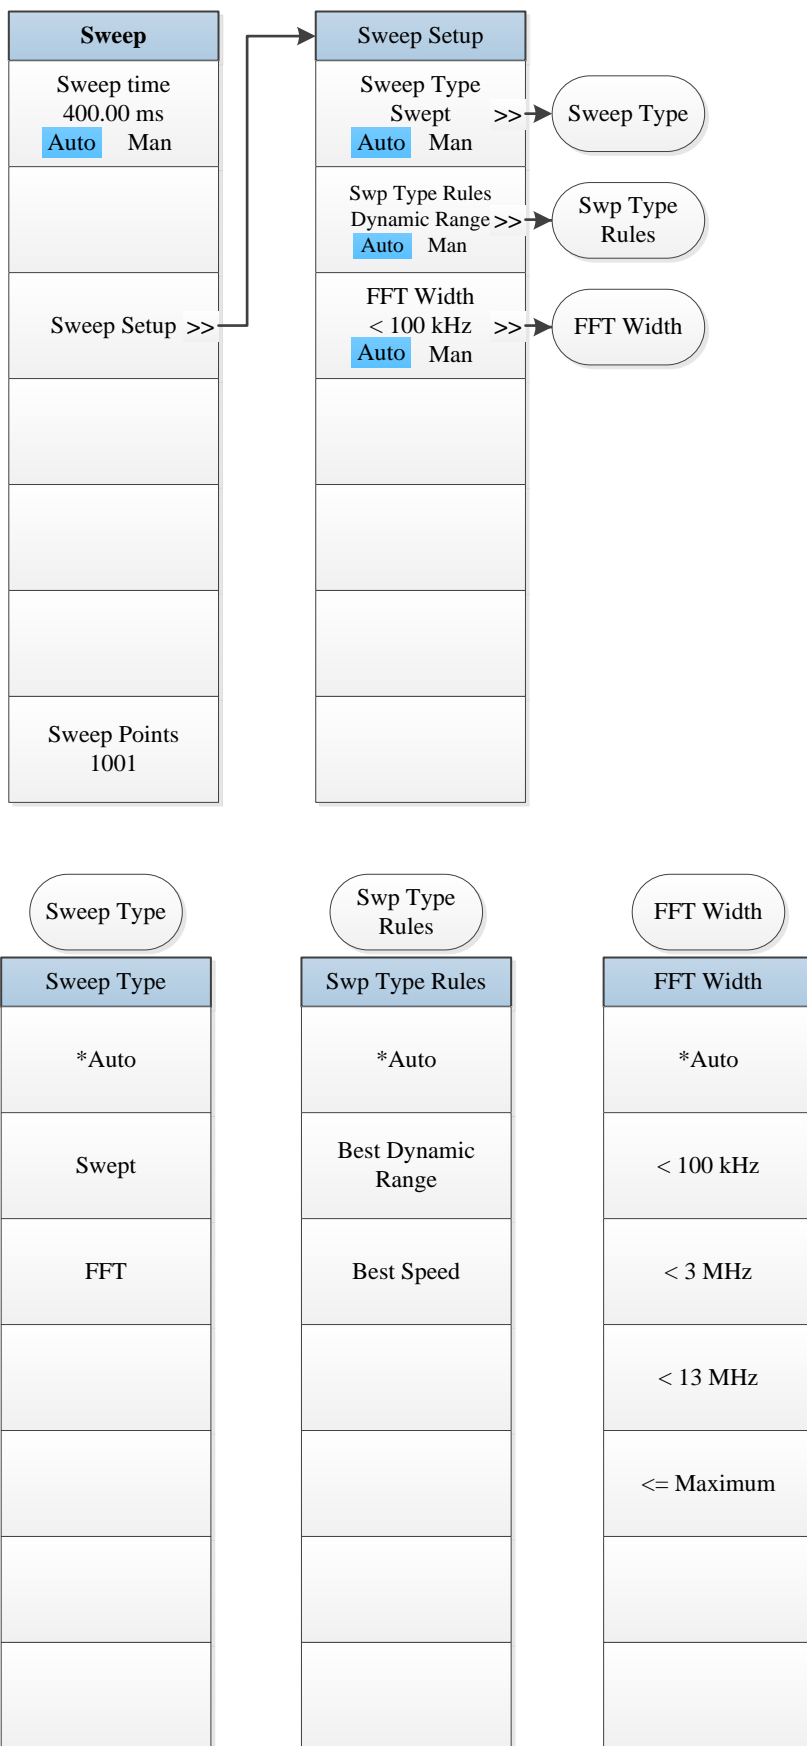 Sweep
Sweep time
400.00 ms
Auto Man
Sweep Setup >>
Sweep Points
1001
Sweep Setup
Sweep Type
Swept >>
Auto Man
Swp Type Rules
Dynamic Range >>
Auto Man
FFT Width
< 100 kHz >>
Auto Man
Sweep Type
Swp Type
Rules
FFT Width
Sweep Type
Sweep Type
*Auto
Swept
FFT
Swp Type
Rules
Swp Type Rules
*Auto
Best Dynamic
Range
Best Speed
FFT Width
FFT Width
*Auto
< 100 kHz
< 3 MHz
< 13 MHz
<= Maximum